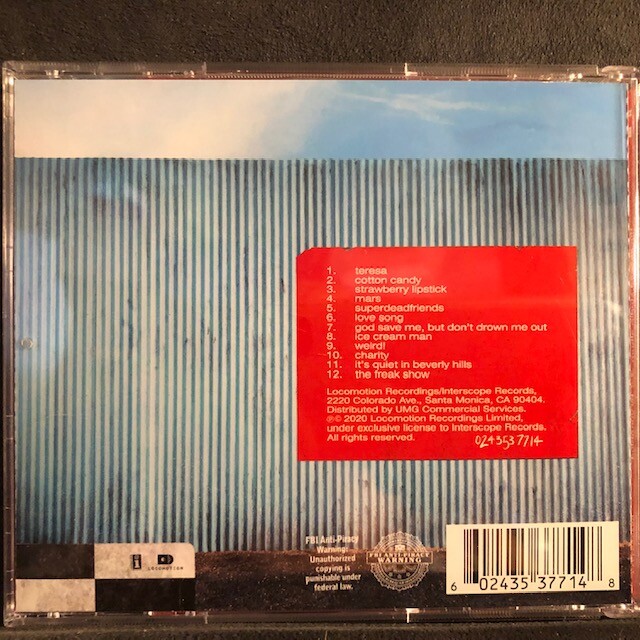 1. teresa
2. cotton candy
3. strawberry lipstick
4. mars
5. superdeadfriends
6. love song
7. god save me, but don't drown me out
8. ice cream man
9. weird!
10. charity
11. it's quiet in beverly hills
12. the freak show
Locomotion Recordings/Interscope Records,
2220 Colorado Ave., Santa Monica, CA 90404.
Distributed by UMG Commercial Services.
℗© 2020 Locomotion Recordings Limited,
under exclusive license to Interscope Records.
All rights reserved.
0243537714
i D
LOCOMOTION
FBI Anti-Piracy
Warning:
Unauthorized
copying is
punishable under
federal law.
FBI ANTI-PIRACY
WARNING
6 02435 37714 8